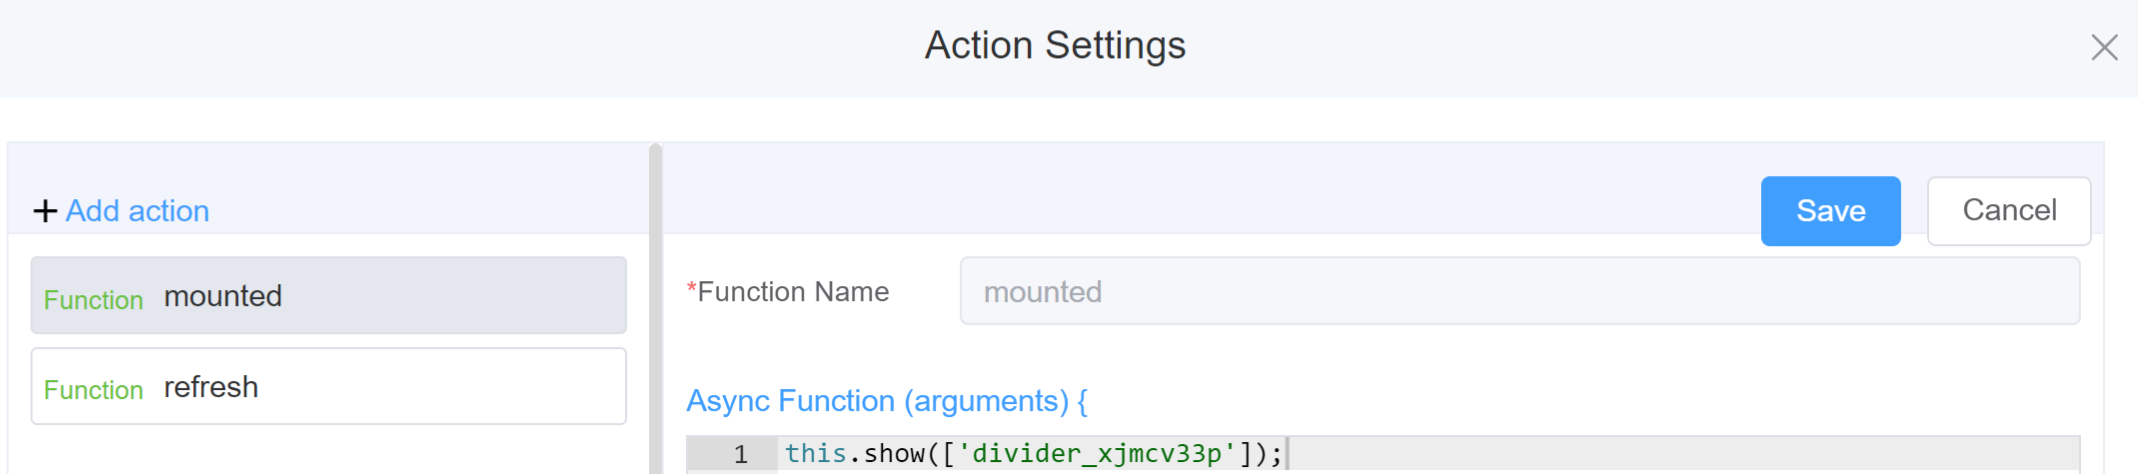 Action Settings
+ Add action
Save
Cancel
Function mounted
Function refresh
*Function Name
mounted
Async Function (arguments) {
1 this.show(['divider_xjmcv33p']);